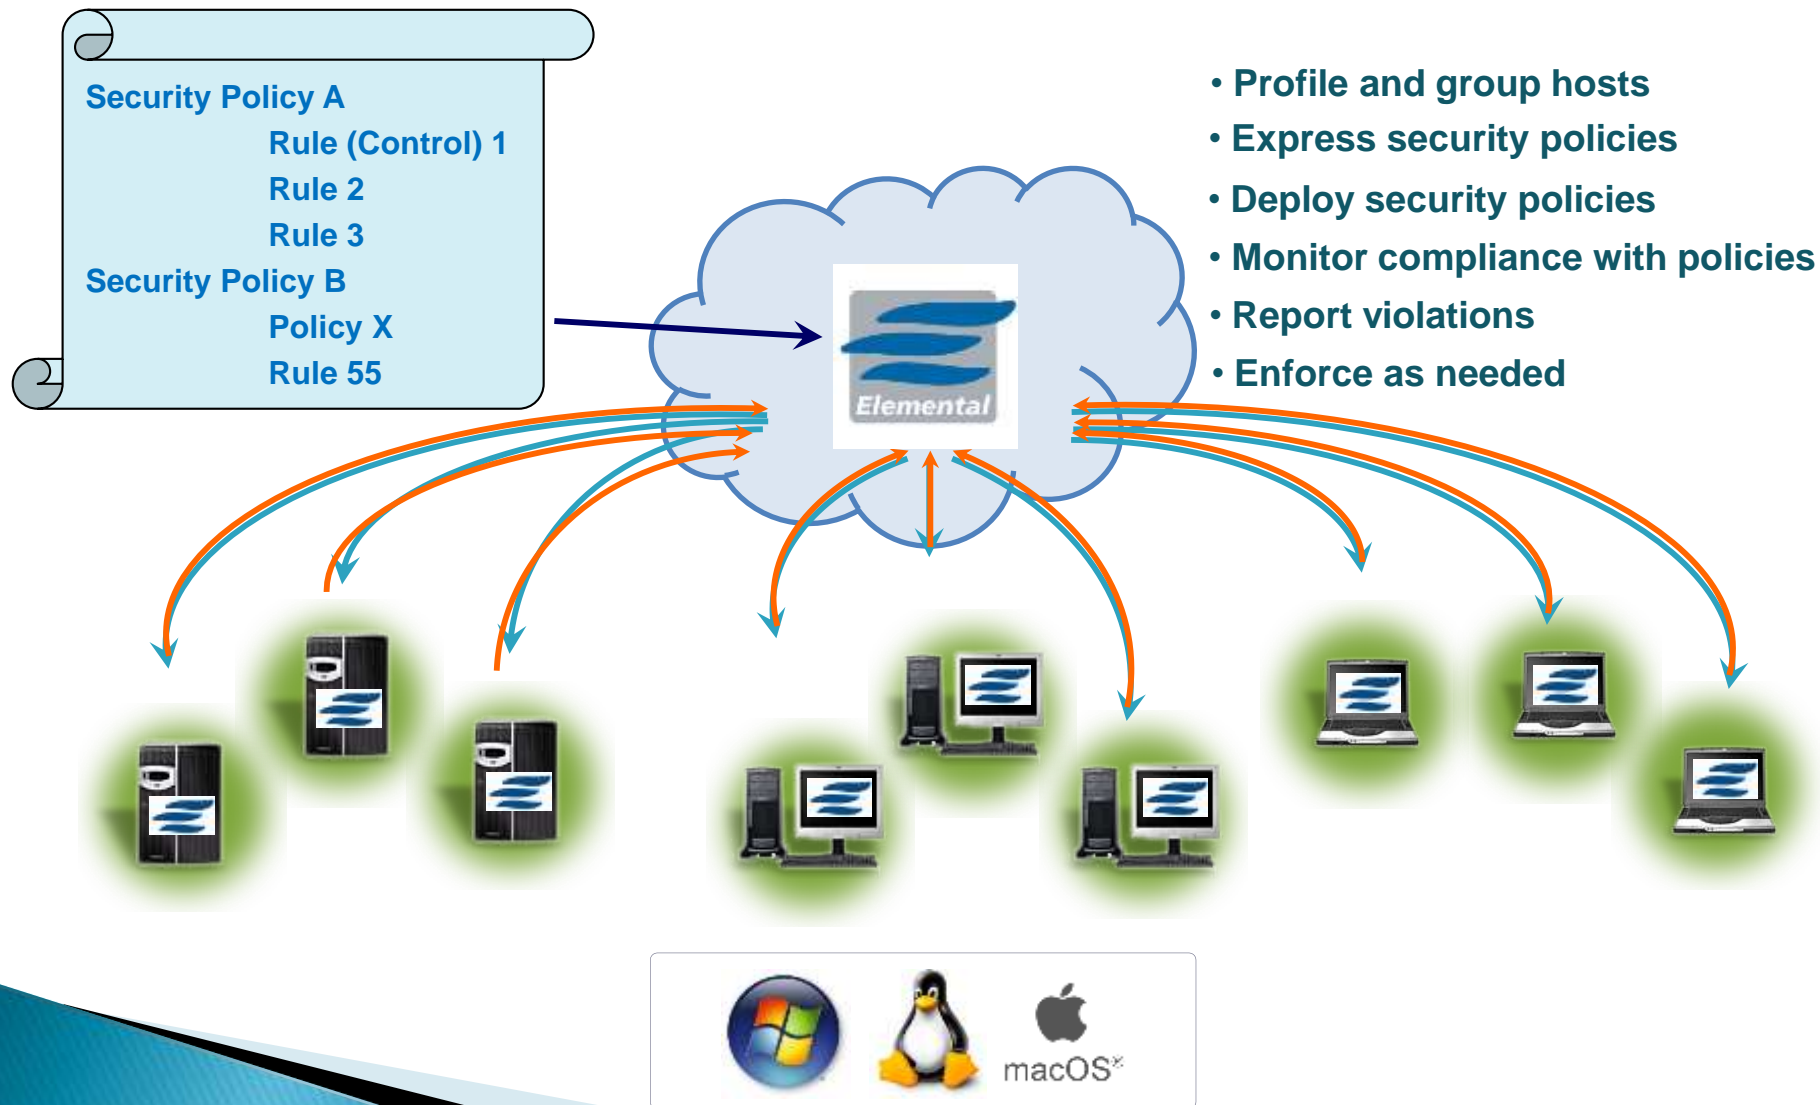 Security Policy A
Rule (Control) 1
Rule 2
Rule 3
Security Policy B
Policy X
Rule 55
• Profile and group hosts
• Express security policies
• Deploy security policies
• Monitor compliance with policies
• Report violations
• Enforce as needed
Elemental
macOS*